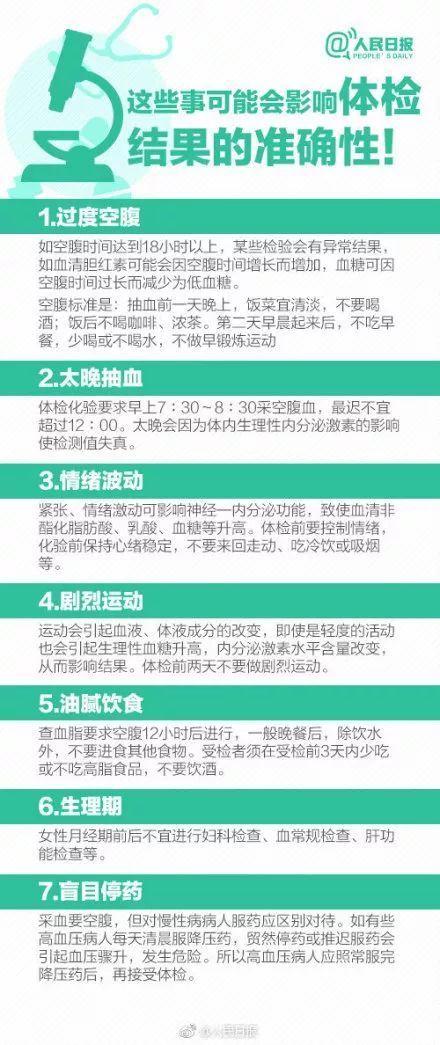 @人民日报
PEOPLE'S DAILY
这些事可能会影响体检
结果的准确性!
1.过度空腹
如空腹时间达到18小时以上，某些检验会有异常结果，
如血清胆红素可能会因空腹时间增长而增加，血糖可因
空腹时间过长而减少为低血糖。
空腹标准是：抽血前一天晚上，饭菜宜清淡，不要喝
酒；饭后不喝咖啡、浓茶。第二天早晨起来后，不吃早
餐，少喝或不喝水，不做早锻炼运动
2.太晚抽血
体检化验要求早上7：30～8：30采空腹血，最迟不宜
超过12：00。太晚会因为体内生理性内分泌激素的影响
使检测值失真。
3.情绪波动
紧张、情绪激动可影响神经一内分泌功能，致使血清非
酯化脂肪酸、乳酸、血糖等升高。体检前要控制情绪，
化验前保持心绪稳定，不要来回走动、吃冷饮或吸烟
等。
4.剧烈运动
运动会引起血液、体液成分的改变，即使是轻度的活动
也会引起生理性血糖升高，内分泌激素水平含量改变，
从而影响结果。体检前两天不要做剧烈运动。
5.油腻饮食
查血脂要求空腹12小时后进行，一般晚餐后，除饮水
外，不要进食其他食物。受检者须在受检前3天内少吃
或不吃高脂食品，不要饮酒。
6.生理期
女性月经期前后不宜进行妇科检查、血常规检查、肝功
能检查等。
7.盲目停药
采血要空腹，但对慢性病病人服药应区别对待。如有些
高血压病人每天清晨服降压药，贸然停药或推迟服药会
引起血压骤升，发生危险。所以高血压病人应照常服完
降压药后，再接受体检。
@人民日报